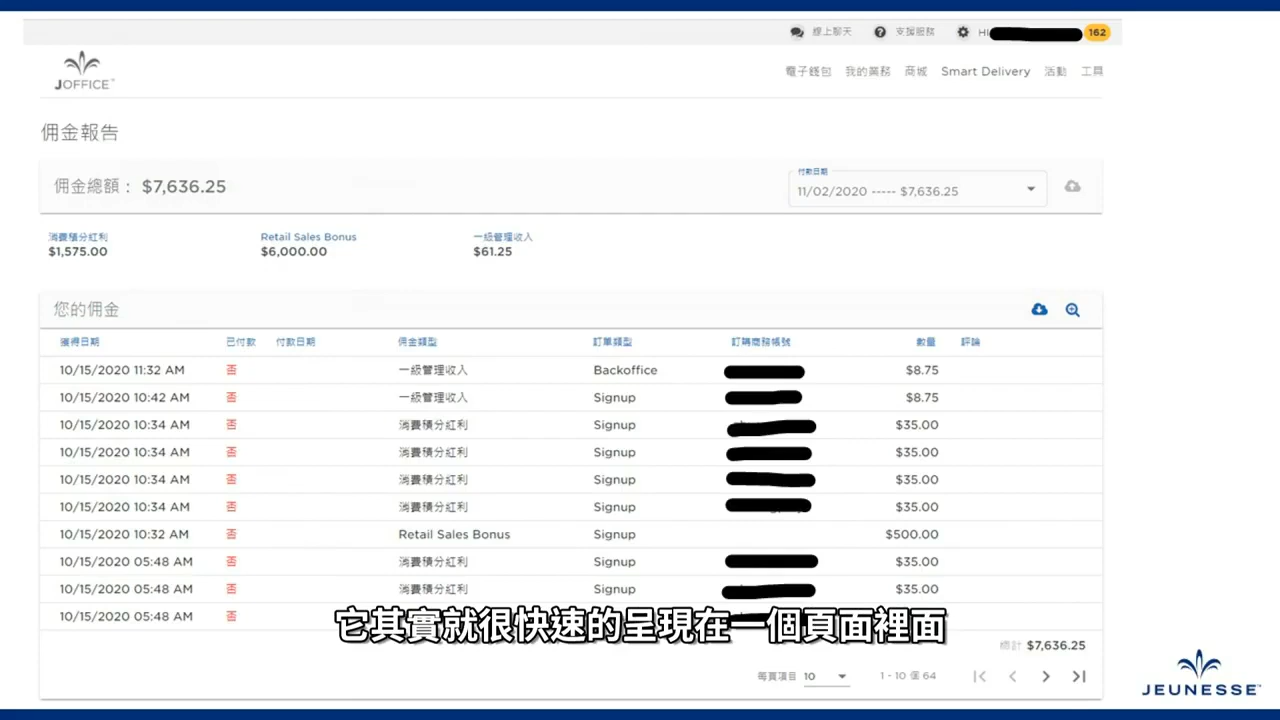 線上聊天 支援服務 HI 162
JOFFICE™
電子錢包 我的業務 商城 Smart Delivery 活動 工具
佣金報告
佣金總額： $7,636.25
付款日期
11/02/2020 ----- $7,636.25
消費積分紅利 Retail Sales Bonus 一級管理收入
$1,575.00 $6,000.00 $61.25
您的佣金
獲得日期 已付款 付款日期 佣金類型 訂單類型 訂購商務帳號 數量 評論
10/15/2020 11:32 AM 否 一級管理收入 Backoffice $8.75
10/15/2020 10:42 AM 否 一級管理收入 Signup $8.75
10/15/2020 10:34 AM 否 消費積分紅利 Signup $35.00
10/15/2020 10:34 AM 否 消費積分紅利 Signup $35.00
10/15/2020 10:34 AM 否 消費積分紅利 Signup $35.00
10/15/2020 10:34 AM 否 消費積分紅利 Signup $35.00
10/15/2020 10:32 AM 否 Retail Sales Bonus Signup $500.00
10/15/2020 05:48 AM 否 消費積分紅利 Signup $35.00
10/15/2020 05:48 AM 否 消費積分紅利 Signup $35.00
10/15/2020 05:48 AM 否
它其實就很快速的呈現在一個頁面裡面
總計 $7,636.25
每頁項目 10 1 - 10 個 64
JEUNESSE™